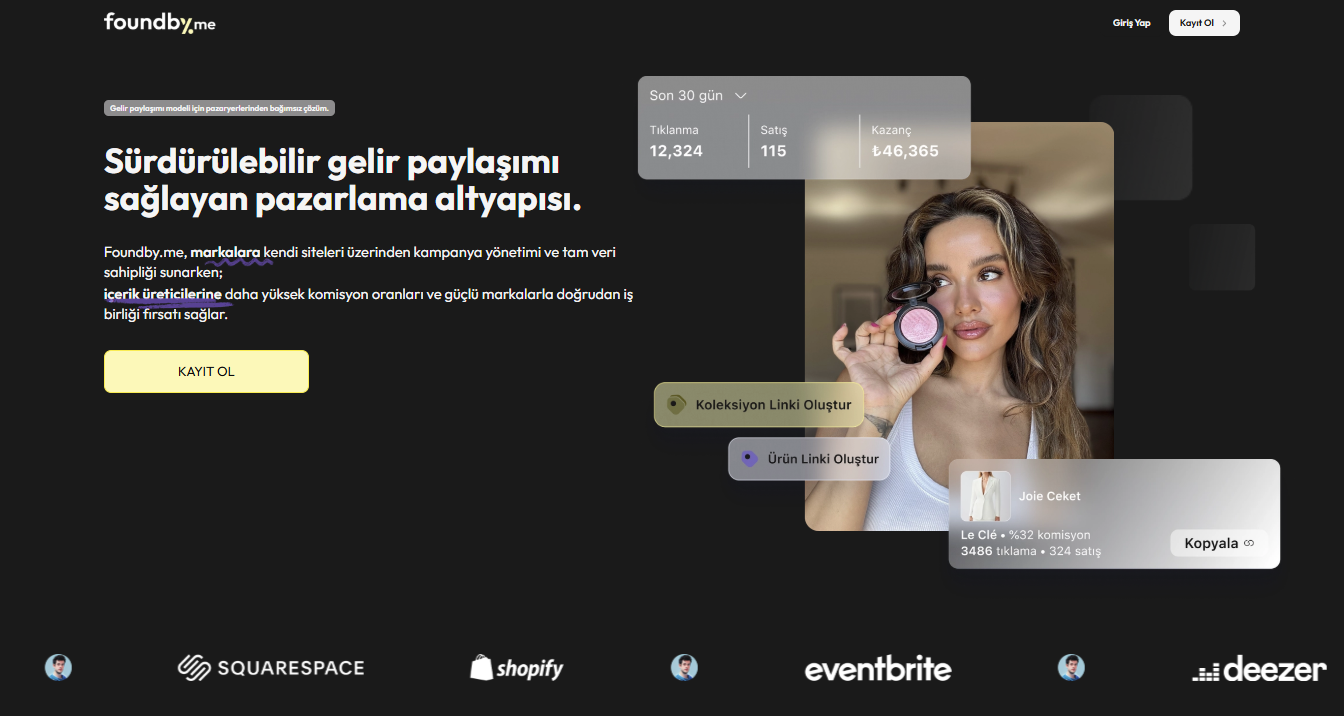 foundby.me
Giriş Yap
Kayıt Ol
Gelir paylaşımı modeli için pazaryerlerinden bağımsız çözüm.
Sürdürülebilir gelir paylaşımı
sağlayan pazarlama altyapısı.
Foundby.me, markalara kendi siteleri üzerinden kampanya yönetimi ve tam veri
sahipliği sunarken;
içerik üreticilerine daha yüksek komisyon oranları ve güçlü markalarla doğrudan iş
birliği fırsatı sağlar.
KAYIT OL
Son 30 gün
Tıklanma
Satış
Kazanç
12,324
115
₺46,365
Koleksiyon Linki Oluştur
Ürün Linki Oluştur
Joie Ceket
Le Clé • %32 komisyon
3486 tıklama • 324 satış
Kopyala
SQUARESPACE
shopify
eventbrite
deezer